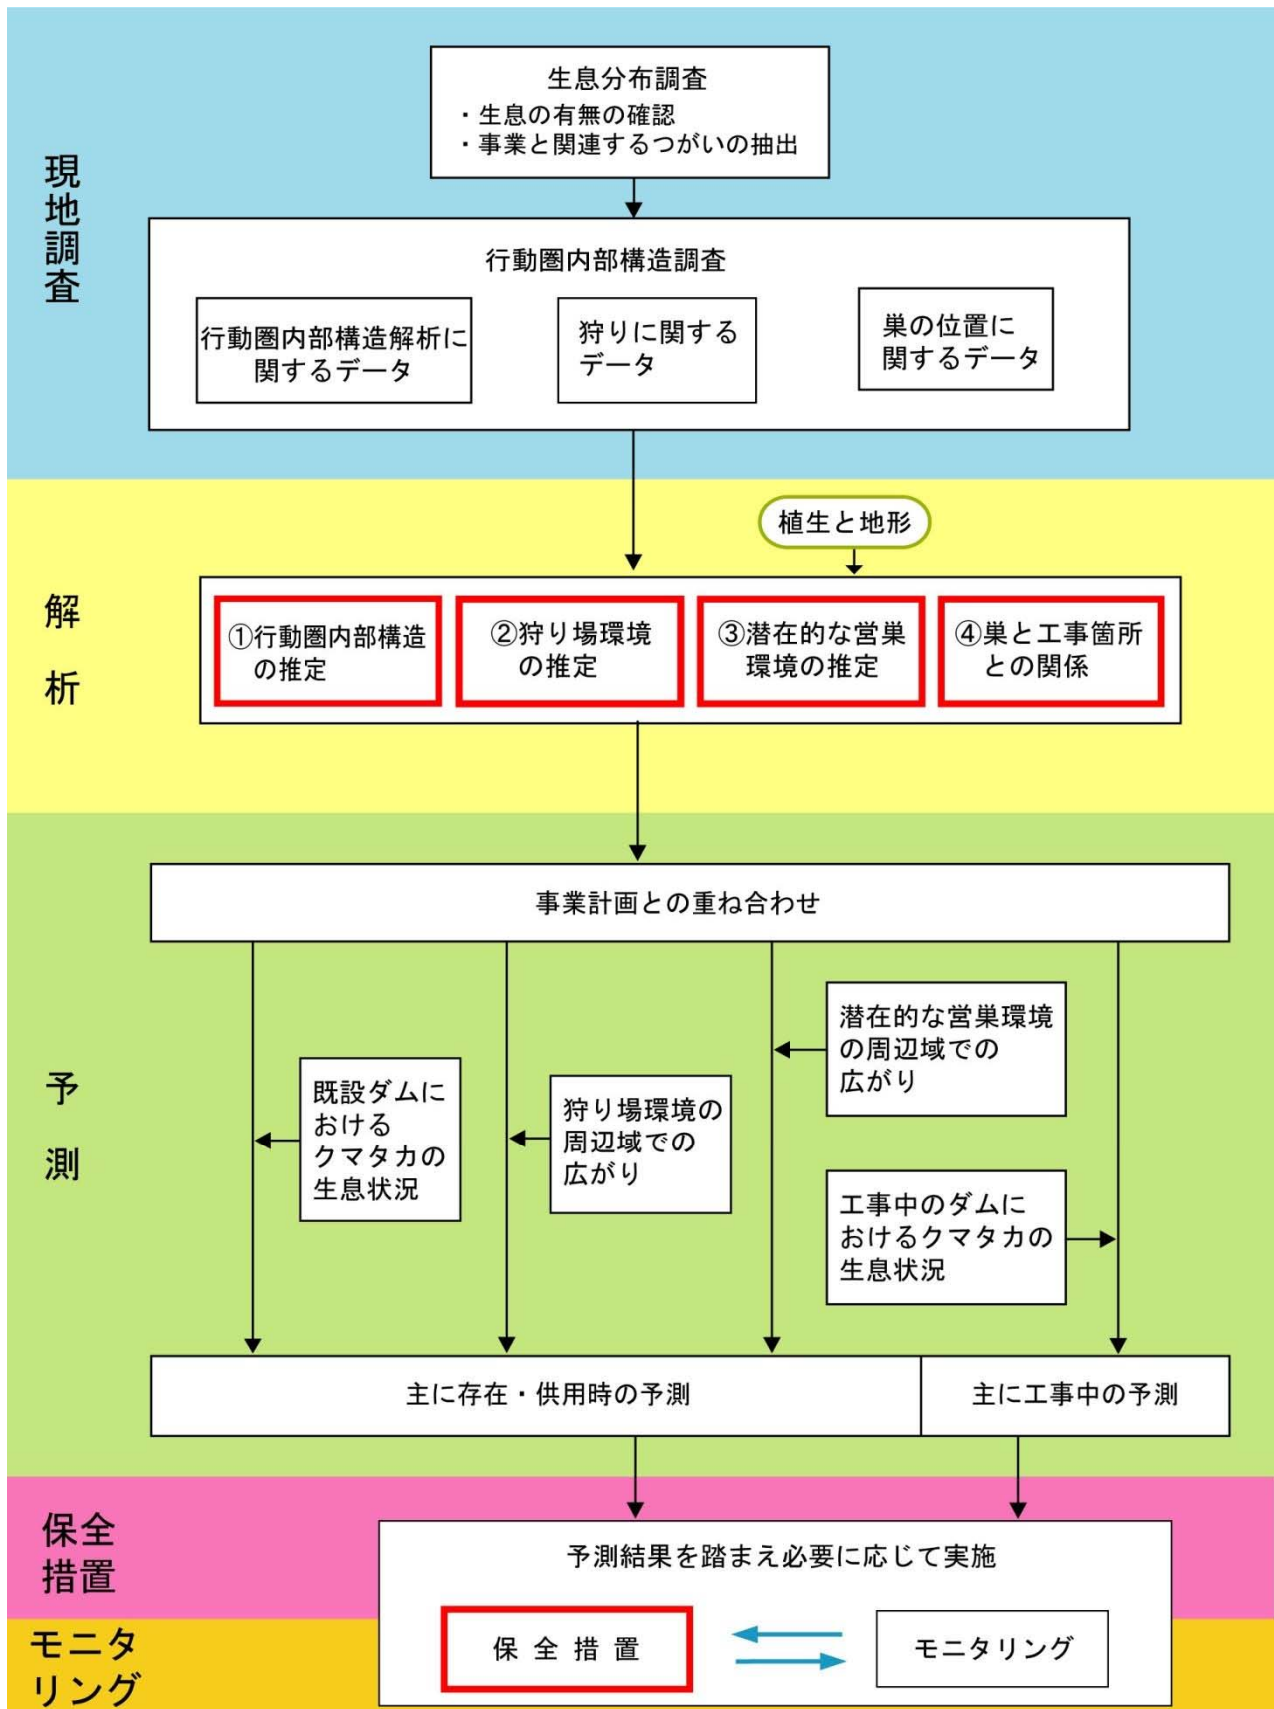 現地調査
生息分布調査
・生息の有無の確認
・事業と関連するつがいの抽出
行動圏内部構造調査
行動圏内部構造解析に
関するデータ
狩りに関する
データ
巣の位置に
関するデータ
解析
植生と地形
①行動圏内部構造
の推定
②狩り場環境
の推定
③潜在的な営巣
環境の推定
④巣と工事箇所
との関係
予測
事業計画との重ね合わせ
既設ダムに
おける
クマタカの
生息状況
狩り場環境の
周辺域での
広がり
潜在的な営巣環境
の周辺域での
広がり
工事中のダムに
おけるクマタカの
生息状況
主に存在・供用時の予測
主に工事中の予測
保全
措置
予測結果を踏まえ必要に応じて実施
保全措置
モニタリング
モニタ
リング